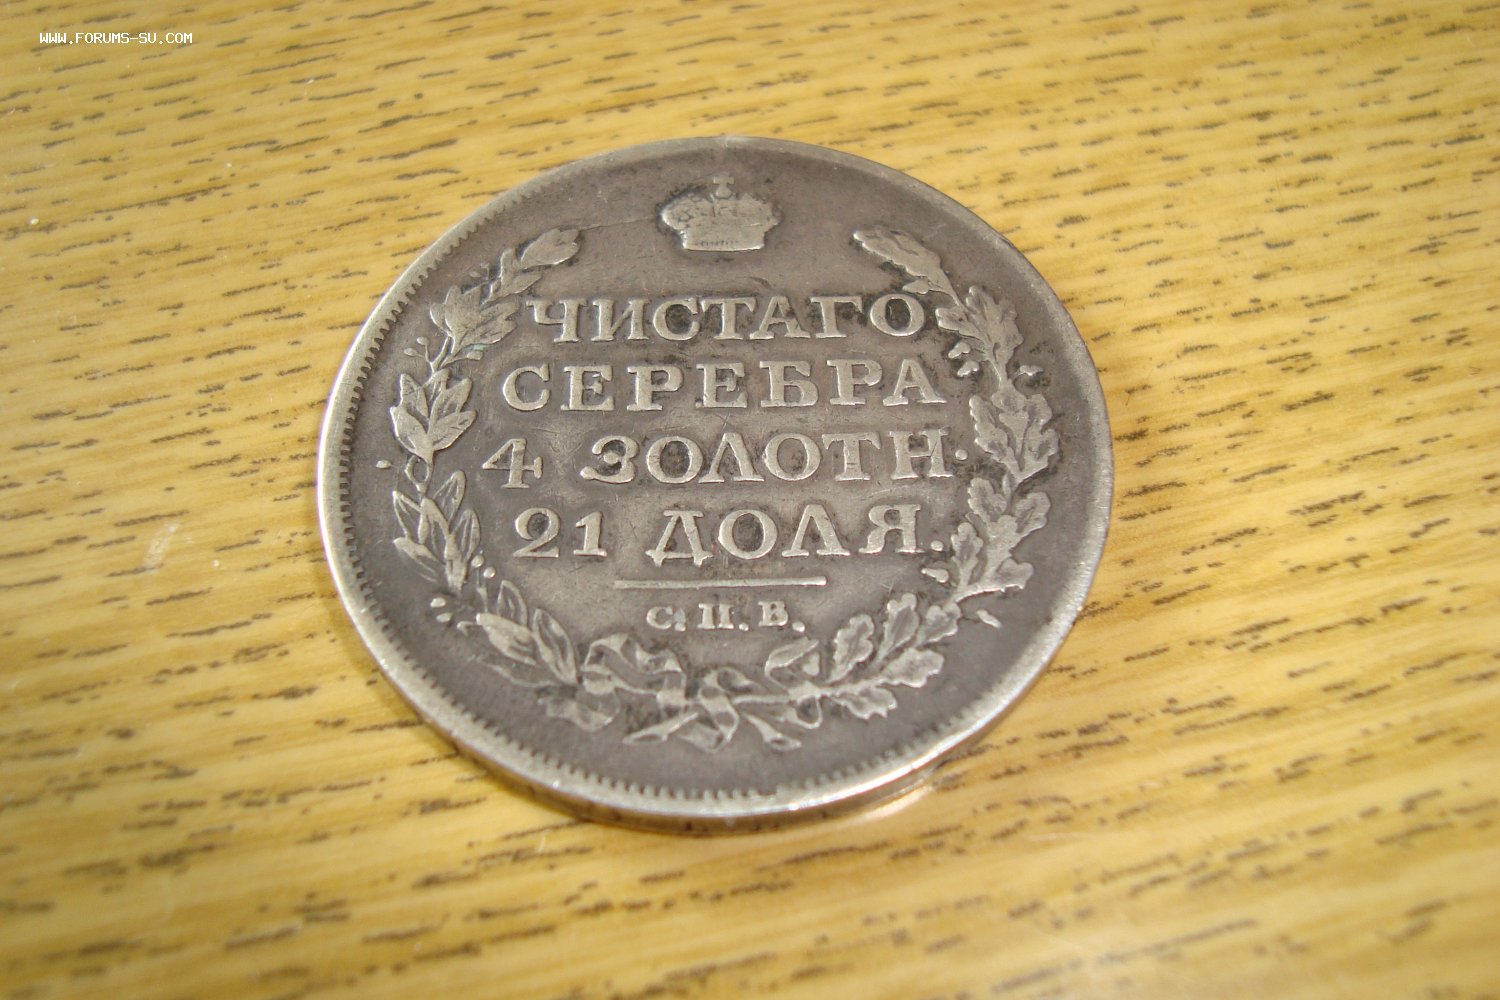 WWW.FORUMS-SU.COM
ЧИСТАГО
СЕРЕБРА
4 ЗОЛОТН·
21 ДОЛЯ.
С.П.Б.